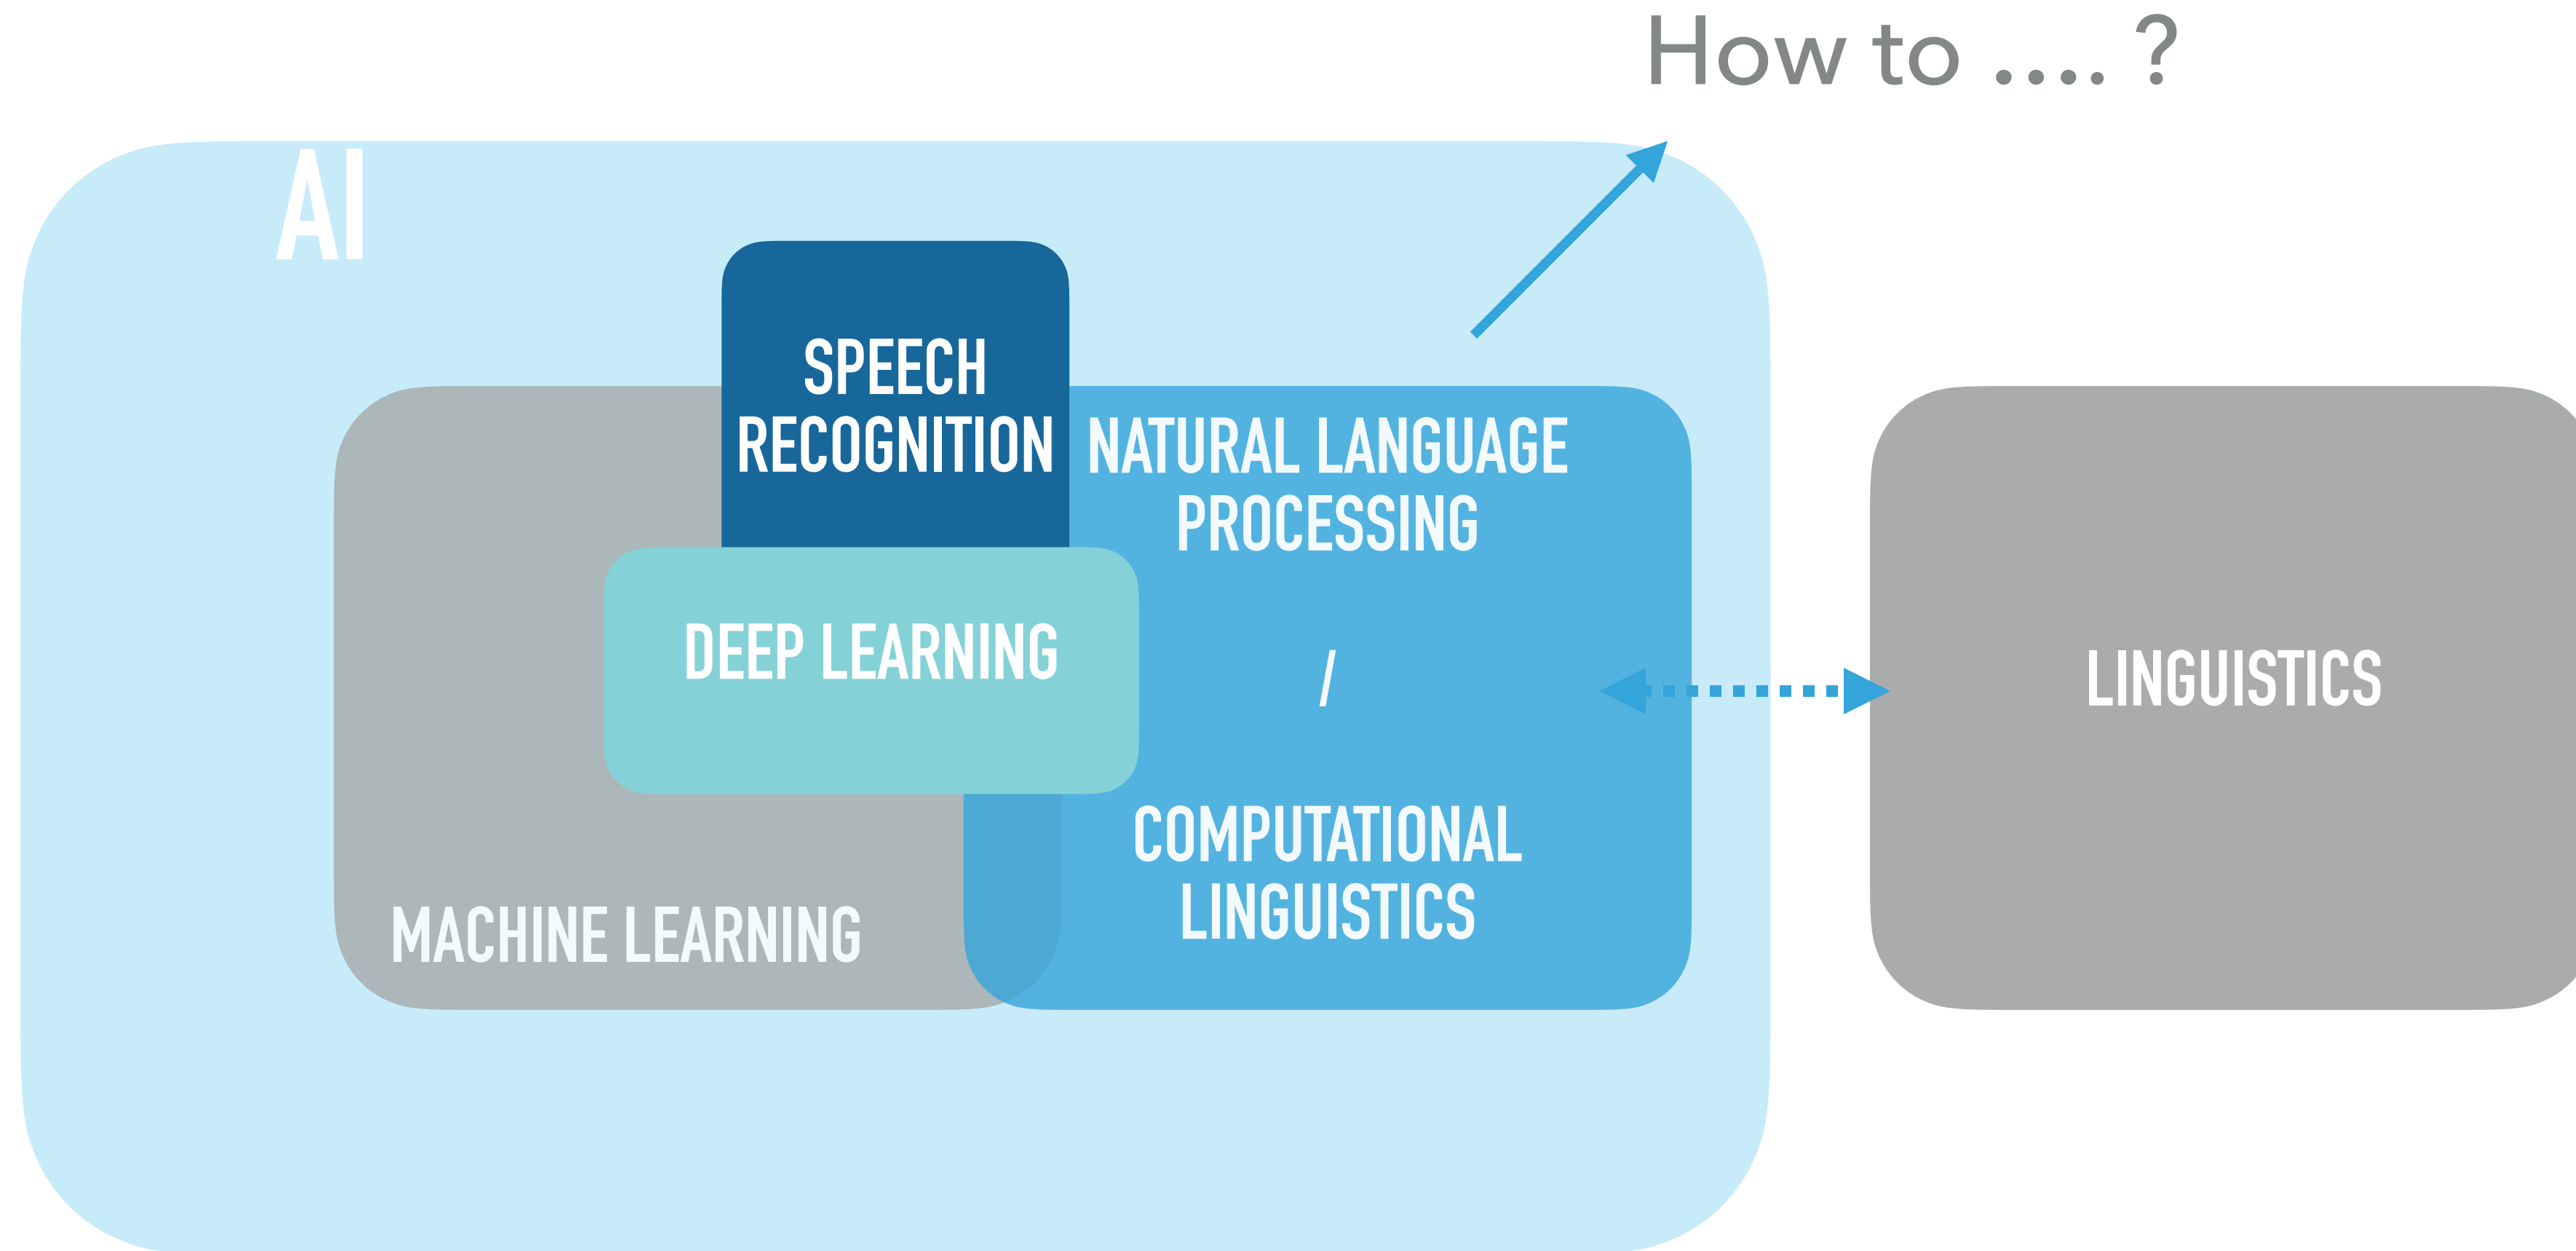 How to .... ?
AI
SPEECH
RECOGNITION
NATURAL LANGUAGE
PROCESSING
/
COMPUTATIONAL
LINGUISTICS
DEEP LEARNING
MACHINE LEARNING
LINGUISTICS